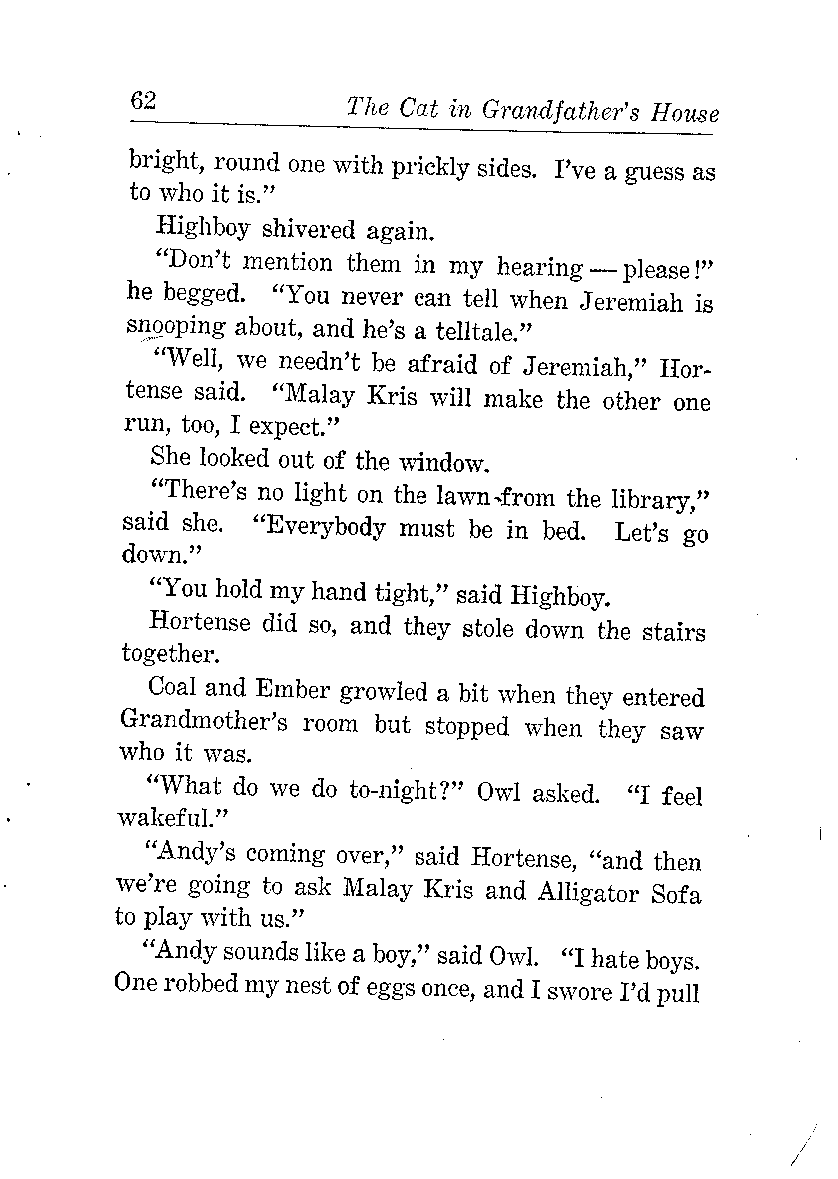 62 The Cat in Grandfather's House
bright, round one with prickly sides. I've a guess as
to who it is."
Highboy shivered again.
"Don't mention them in my hearing — please!"
he begged. "You never can tell when Jeremiah is
snooping about, and he's a telltale."
"Well, we needn't be afraid of Jeremiah," Hor-
tense said. "Malay Kris will make the other one
run, too, I expect."
She looked out of the window.
"There's no light on the lawn from the library,"
said she. "Everybody must be in bed. Let's go
down."
"You hold my hand tight," said Highboy.
Hortense did so, and they stole down the stairs
together.
Coal and Ember growled a bit when they entered
Grandmother's room but stopped when they saw
who it was.
"What do we do to-night?" Owl asked. "I feel
wakeful."
"Andy's coming over," said Hortense, "and then
we're going to ask Malay Kris and Alligator Sofa
to play with us."
"Andy sounds like a boy," said Owl. "I hate boys.
One robbed my nest of eggs once, and I swore I'd pull